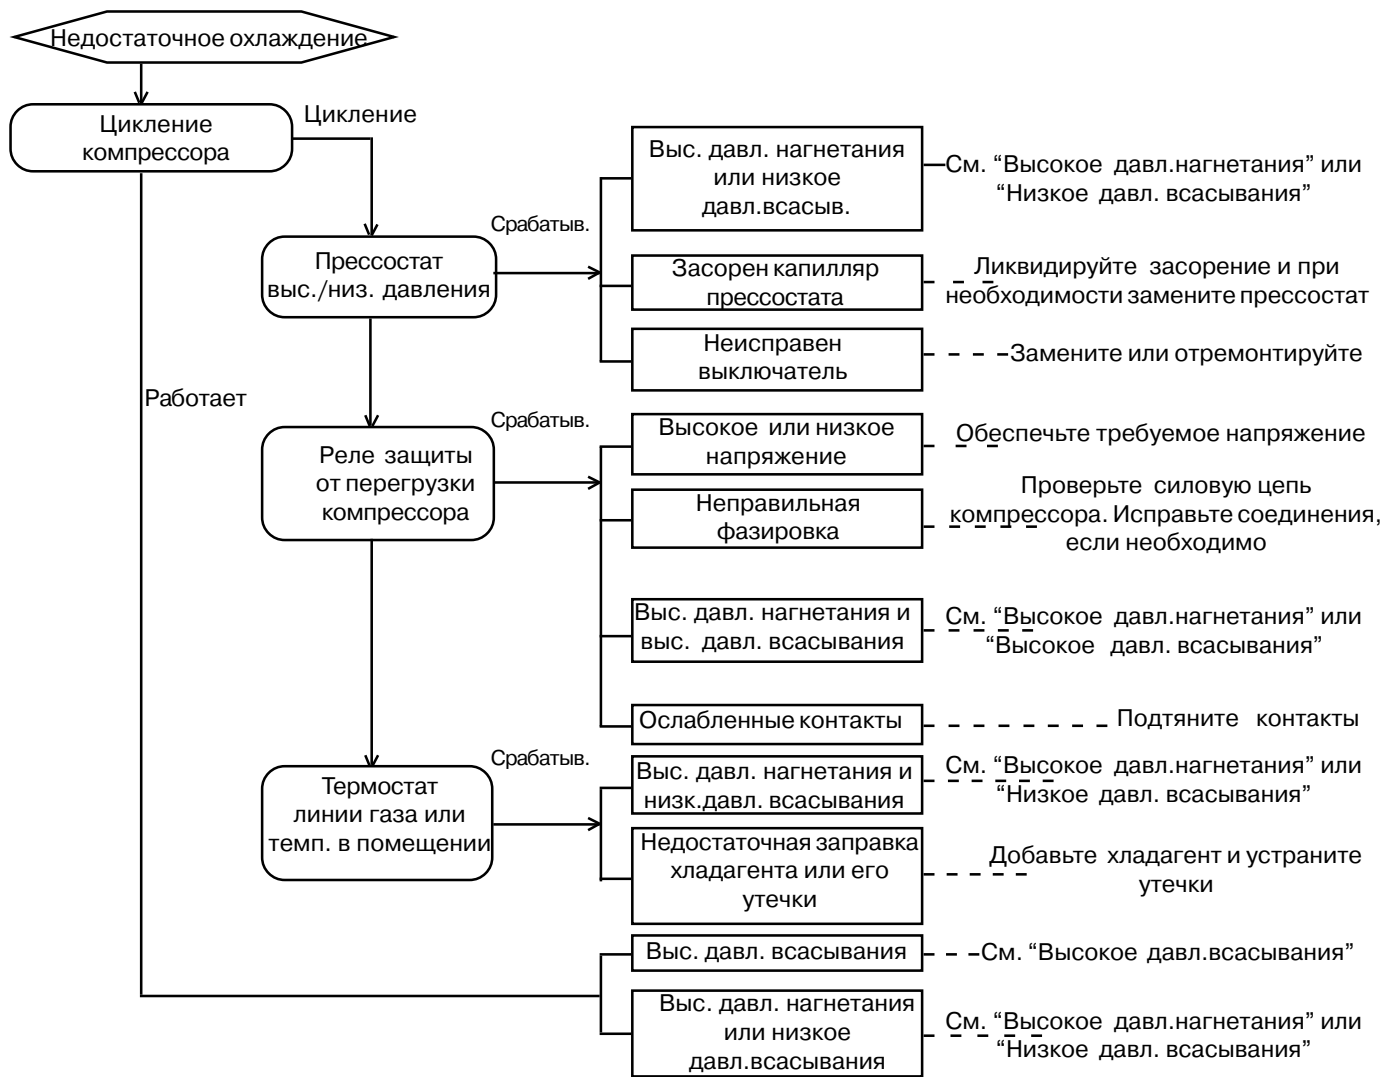 Недостаточное охлаждение
Цикление
компрессора
Цикление
Выс. давл. нагнетания
или низкое
давл.всасыв.
См. “Высокое давл.нагнетания” или
“Низкое давл. всасывания”
Срабатыв.
Прессостат
выс./низ. давления
Засорен капилляр
прессостата
Ликвидируйте засорение и при
необходимости замените прессостат
Неисправен
выключатель
Замените или отремонтируйте
Работает
Срабатыв.
Реле защиты
от перегрузки
компрессора
Высокое или низкое
напряжение
Обеспечьте требуемое напряжение
Неправильная
фазировка
Проверьте силовую цепь
компрессора. Исправьте соединения,
если необходимо
Выс. давл. нагнетания и
выс. давл. всасывания
См. “Высокое давл.нагнетания” или
“Высокое давл. всасывания”
Ослабленные контакты
Подтяните контакты
Срабатыв.
Термостат
линии газа или
темп. в помещении
Выс. давл. нагнетания и
низк.давл. всасывания
См. “Высокое давл.нагнетания” или
“Низкое давл. всасывания”
Недостаточная заправка
хладагента или его
утечки
Добавьте хладагент и устраните
утечки
Выс. давл. всасывания
См. “Высокое давл.всасывания”
Выс. давл. нагнетания
или низкое
давл.всасывания
См. “Высокое давл.нагнетания” или
“Низкое давл. всасывания”